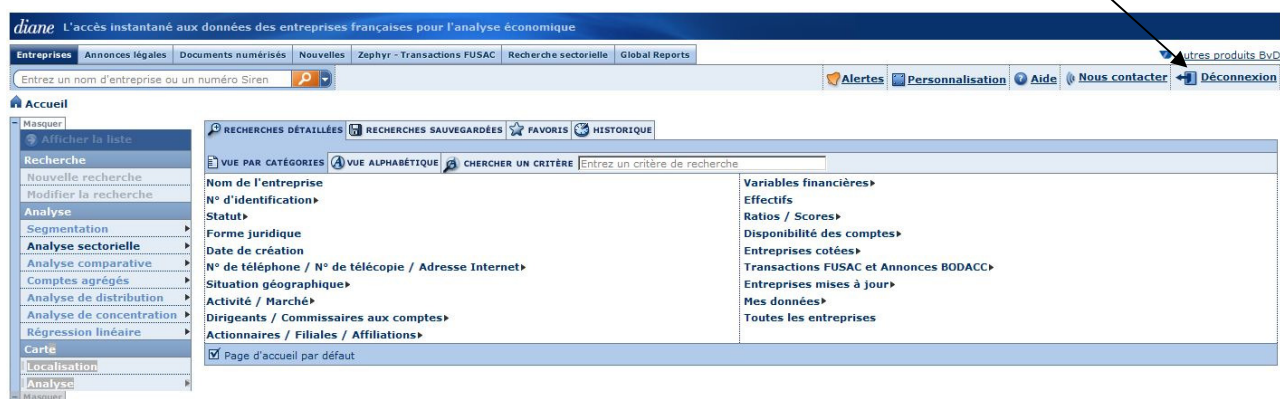 diane L'accès instantané aux données des entreprises françaises pour l'analyse économique
Entreprises Annonces légales Documents numérisés Nouvelles Zephyr - Transactions FUSAC Recherche sectorielle Global Reports utres produits BvD
Entrez un nom d'entreprise ou un numéro Siren Alertes Personnalisation Aide Nous contacter Déconnexion
Accueil
Masquer
Afficher la liste
Recherche
Nouvelle recherche
Modifier la recherche
Analyse
Segmentation
Analyse sectorielle
Analyse comparative
Comptes agrégés
Analyse de distribution
Analyse de concentration
Régression linéaire
Carte
Localisation
Analyse
Masquer
RECHERCHES DÉTAILLÉES RECHERCHES SAUVEGARDÉES FAVORIS HISTORIQUE
VUE PAR CATÉGORIES VUE ALPHABÉTIQUE CHERCHER UN CRITÈRE Entrez un critère de recherche
Nom de l'entreprise
N° d'identification
Statut
Forme juridique
Date de création
N° de téléphone / N° de télécopie / Adresse Internet
Situation géographique
Activité / Marché
Dirigeants / Commissaires aux comptes
Actionnaires / Filiales / Affiliations
Variables financières
Effectifs
Ratios / Scores
Disponibilité des comptes
Entreprises cotées
Transactions FUSAC et Annonces BODACC
Entreprises mises à jour
Mes données
Toutes les entreprises
Page d'accueil par défaut